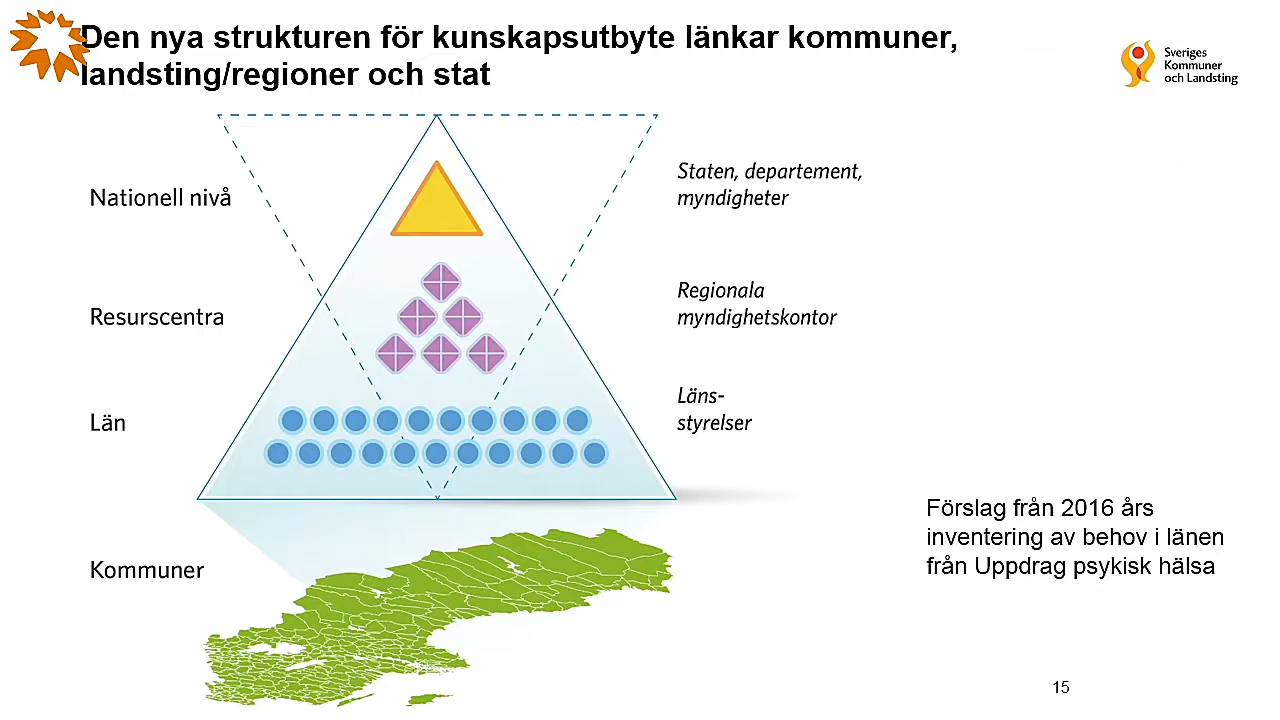 Den nya strukturen för kunskapsutbyte länkar kommuner,
landsting/regioner och stat
Sveriges
Kommuner
och Landsting
Nationell nivå
Staten, departement,
myndigheter
Resurscentra
Regionala
myndighetskontor
Län
Läns-
styrelser
Kommuner
Förslag från 2016 års
inventering av behov i länen
från Uppdrag psykisk hälsa
15